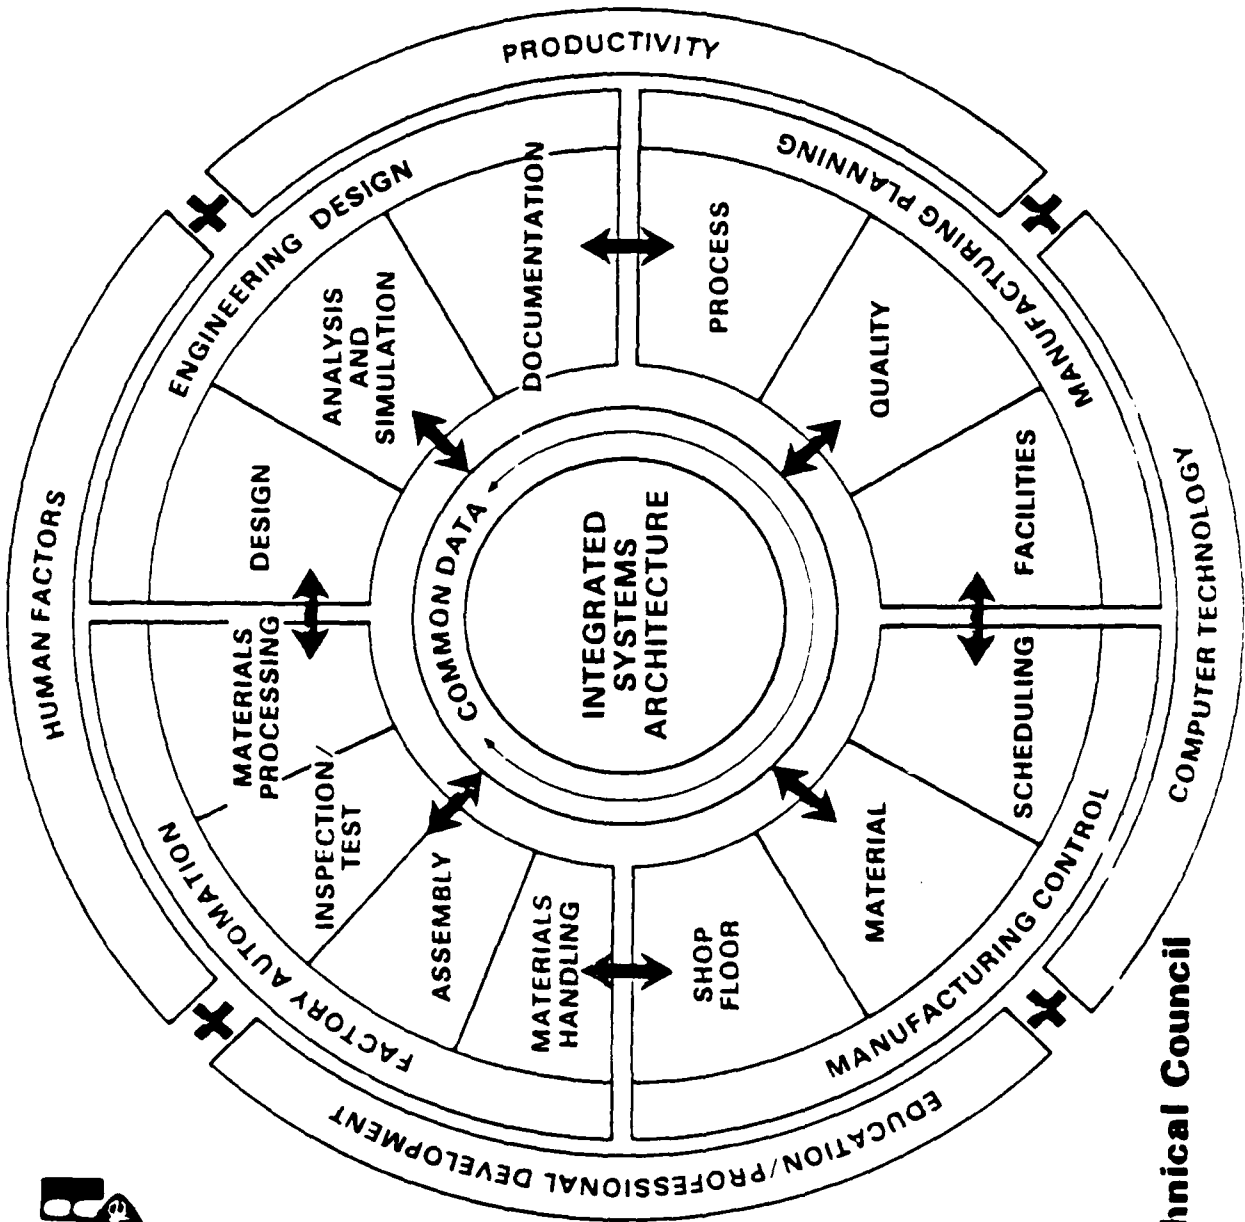 PRODUCTIVITY
HUMAN FACTORS
COMPUTER TECHNOLOGY
EDUCATION/PROFESSIONAL DEVELOPMENT
ENGINEERING DESIGN
DESIGN
ANALYSIS
AND
SIMULATION
DOCUMENTATION
MANUFACTURING PLANNING
PROCESS
QUALITY
FACILITIES
MANUFACTURING CONTROL
SCHEDULING
MATERIAL
SHOP
FLOOR
FACTORY AUTOMATION
MATERIALS
HANDLING
ASSEMBLY
INSPECTION/
TEST
MATERIALS
PROCESSING
COMMON DATA
INTEGRATED
SYSTEMS
ARCHITECTURE
Council